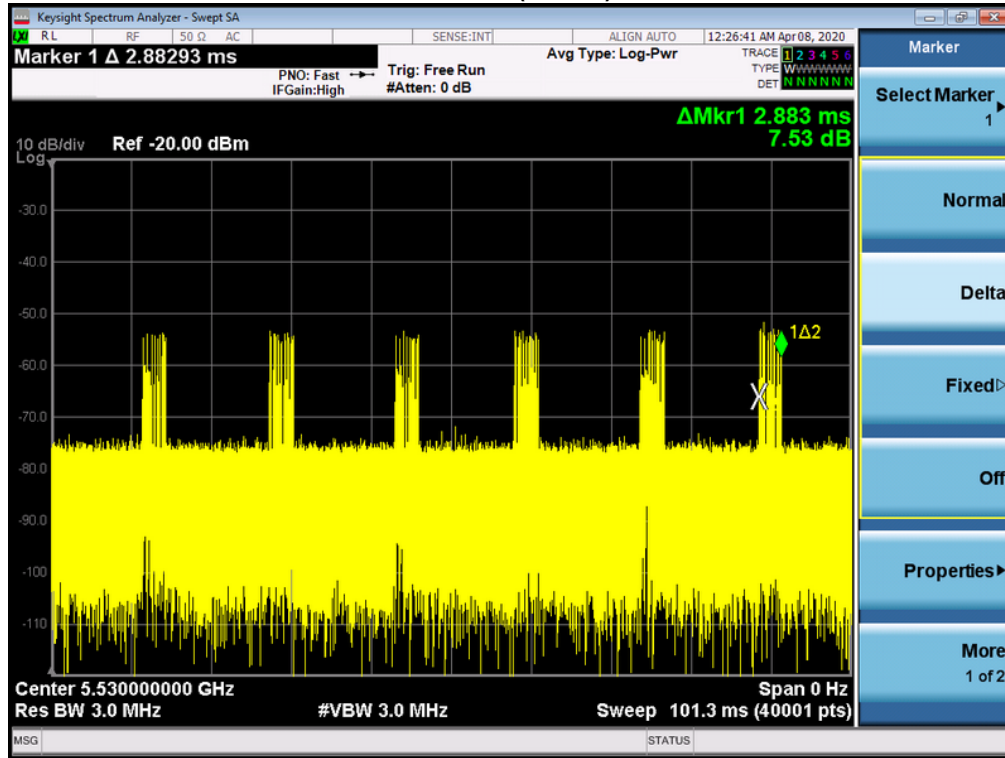 Keysight Spectrum Analyzer - Swept SA
LXI RL RF 50 Ω AC SENSE:INT ALIGN AUTO 12:26:41 AM Apr 08, 2020
Marker 1 Δ 2.88293 ms
PNO: Fast
IFGain:High
Trig: Free Run
#Atten: 0 dB
Avg Type: Log-Pwr
TRACE 1 2 3 4 5 6
TYPE W
DET N N N N N N
ΔMkr1 2.883 ms
7.53 dB
10 dB/div Ref -20.00 dBm
Log
-30.0
-40.0
-50.0
-60.0
-70.0
-80.0
-90.0
-100
-110
1Δ2
X
Center 5.530000000 GHz Span 0 Hz
Res BW 3.0 MHz #VBW 3.0 MHz Sweep 101.3 ms (40001 pts)
MSG STATUS
Marker
Select Marker
1
Normal
Delta
Fixed
Off
Properties
More
1 of 2